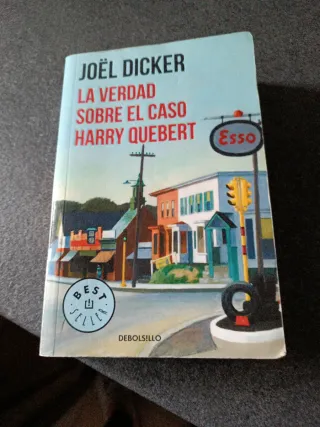 JOËL DICKER
LA VERDAD
SOBRE EL CASO
HARRY QUEBERT
Esso
BEST
SELLER
DEBOLSILLO